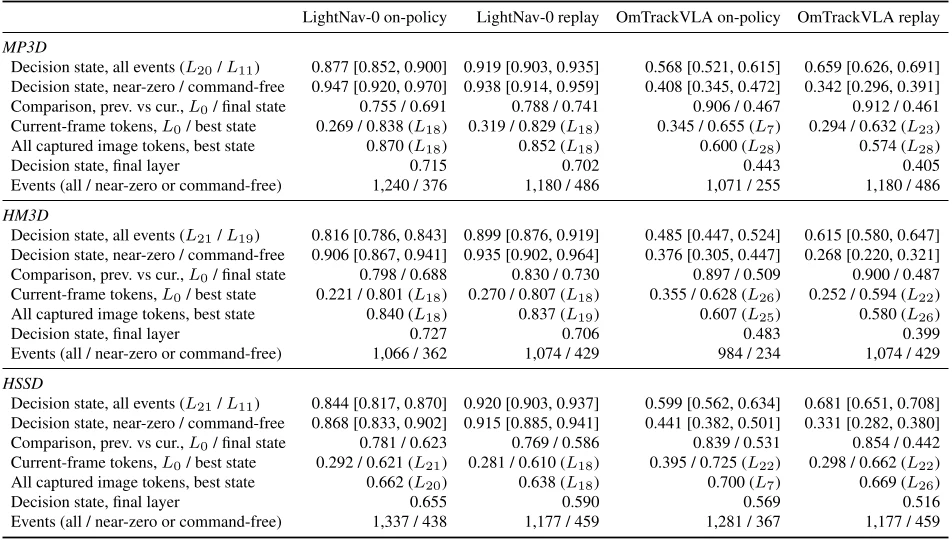 LightNav-0 on-policy LightNav-0 replay OmTrackVLA on-policy OmTrackVLA replay
MP3D
Decision state, all events (L20 / L11) 0.877 [0.852, 0.900] 0.919 [0.903, 0.935] 0.568 [0.521, 0.615] 0.659 [0.626, 0.691]
Decision state, near-zero / command-free 0.947 [0.920, 0.970] 0.938 [0.914, 0.959] 0.408 [0.345, 0.472] 0.342 [0.296, 0.391]
Comparison, prev. vs cur., L0 / final state 0.755 / 0.691 0.788 / 0.741 0.906 / 0.467 0.912 / 0.461
Current-frame tokens, L0 / best state 0.269 / 0.838 (L18) 0.319 / 0.829 (L18) 0.345 / 0.655 (L7) 0.294 / 0.632 (L23)
All captured image tokens, best state 0.870 (L18) 0.852 (L18) 0.600 (L28) 0.574 (L28)
Decision state, final layer 0.715 0.702 0.443 0.405
Events (all / near-zero or command-free) 1,240 / 376 1,180 / 486 1,071 / 255 1,180 / 486
HM3D
Decision state, all events (L21 / L19) 0.816 [0.786, 0.843] 0.899 [0.876, 0.919] 0.485 [0.447, 0.524] 0.615 [0.580, 0.647]
Decision state, near-zero / command-free 0.906 [0.867, 0.941] 0.935 [0.902, 0.964] 0.376 [0.305, 0.447] 0.268 [0.220, 0.321]
Comparison, prev. vs cur., L0 / final state 0.798 / 0.688 0.830 / 0.730 0.897 / 0.509 0.900 / 0.487
Current-frame tokens, L0 / best state 0.221 / 0.801 (L18) 0.270 / 0.807 (L18) 0.355 / 0.628 (L26) 0.252 / 0.594 (L22)
All captured image tokens, best state 0.840 (L18) 0.837 (L19) 0.607 (L25) 0.580 (L26)
Decision state, final layer 0.727 0.706 0.483 0.399
Events (all / near-zero or command-free) 1,066 / 362 1,074 / 429 984 / 234 1,074 / 429
HSSD
Decision state, all events (L21 / L11) 0.844 [0.817, 0.870] 0.920 [0.903, 0.937] 0.599 [0.562, 0.634] 0.681 [0.651, 0.708]
Decision state, near-zero / command-free 0.868 [0.833, 0.902] 0.915 [0.885, 0.941] 0.441 [0.382, 0.501] 0.331 [0.282, 0.380]
Comparison, prev. vs cur., L0 / final state 0.781 / 0.623 0.769 / 0.586 0.839 / 0.531 0.854 / 0.442
Current-frame tokens, L0 / best state 0.292 / 0.621 (L21) 0.281 / 0.610 (L18) 0.395 / 0.725 (L22) 0.298 / 0.662 (L22)
All captured image tokens, best state 0.662 (L20) 0.638 (L18) 0.700 (L7) 0.669 (L26)
Decision state, final layer 0.655 0.590 0.569 0.516
Events (all / near-zero or command-free) 1,337 / 438 1,177 / 459 1,281 / 367 1,177 / 459